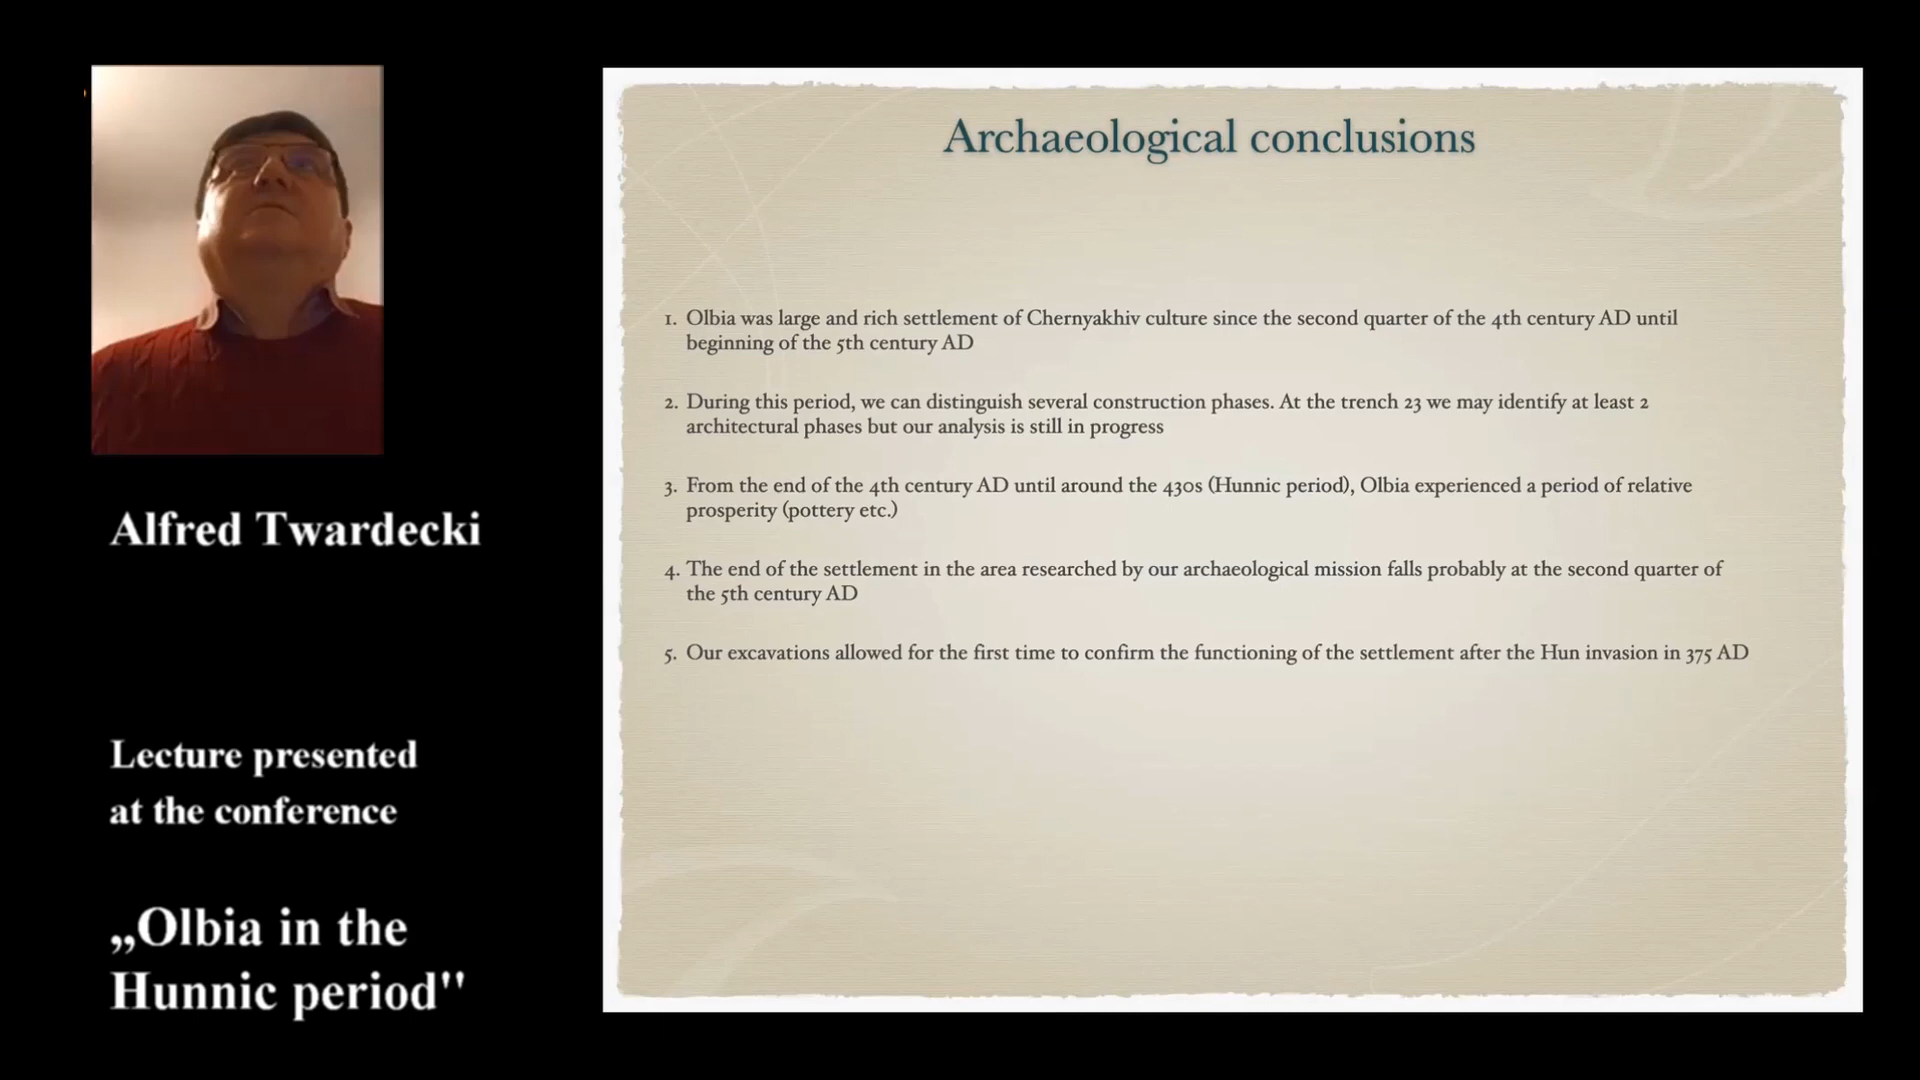 Archaeological conclusions
1. Olbia was large and rich settlement of Chernyakhiv culture since the second quarter of the 4th century AD until
beginning of the 5th century AD
2. During this period, we can distinguish several construction phases. At the trench 23 we may identify at least 2
architectural phases but our analysis is still in progress
3. From the end of the 4th century AD until around the 430s (Hunnic period), Olbia experienced a period of relative
prosperity (pottery etc.)
4. The end of the settlement in the area researched by our archaeological mission falls probably at the second quarter of
the 5th century AD
5. Our excavations allowed for the first time to confirm the functioning of the settlement after the Hun invasion in 375 AD
Alfred Twardecki
Lecture presented
at the conference
„Olbia in the
Hunnic period"